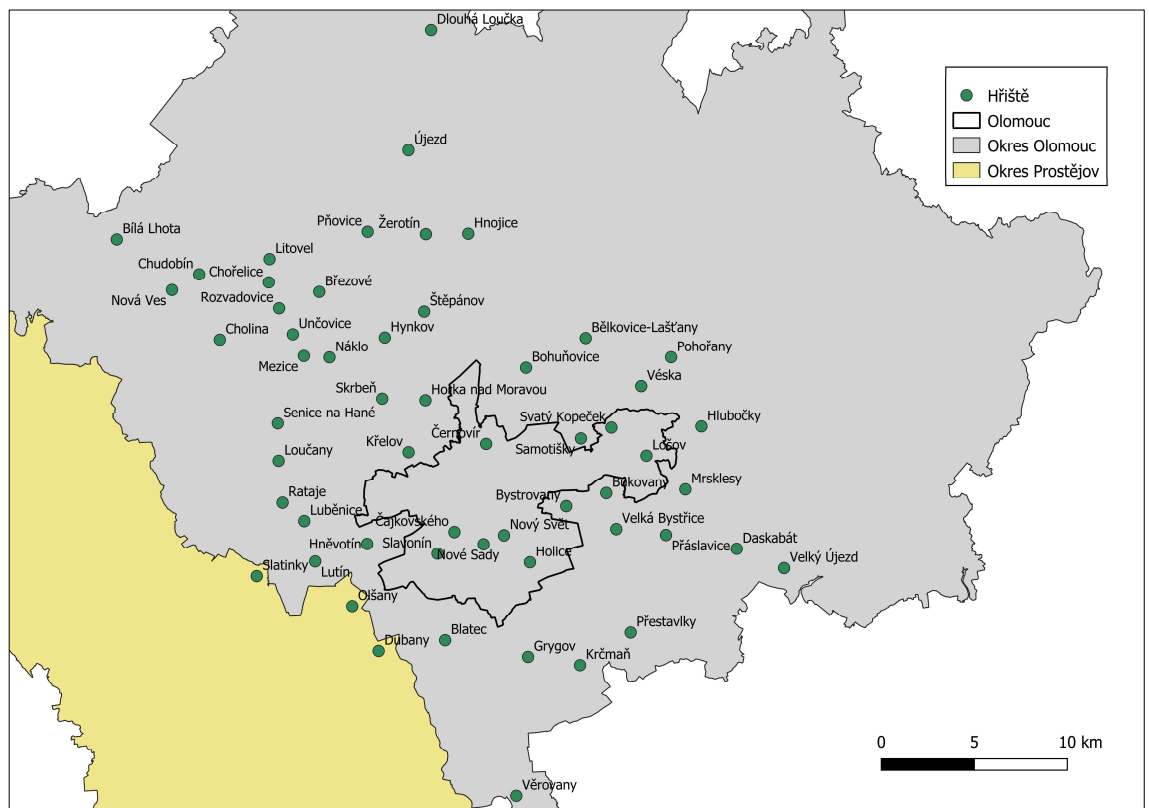 Dlouhá Loučka
Hřiště
Olomouc
Okres Olomouc
Okres Prostějov
Újezd
Bílá Lhota
Pňovice
Žerotín
Hnojice
Litovel
Chudobín
Chořelice
Nová Ves
Rozvadovice
Březové
Štěpánov
Cholina
Unčovice
Hynkov
Bělkovice-Lašťany
Mezice
Náklo
Bohuňovice
Pohořany
Véska
Skrbeň
Horka nad Moravou
Senice na Hané
Svatý Kopeček
Hlubočky
Černovír
Křelov
Samotišky
Lošov
Loučany
Rataje
Bystrovany
Bukovany
Mrsklesy
Luběnice
Čajkovského
Nový Svět
Velká Bystřice
Hněvotín
Slavonín
Nové Sady
Holice
Přáslavice
Daskabát
Velký Újezd
Slatinky
Lutín
Olšany
Dubany
Blatec
Přestavlky
Grygov
Krčmaň
0 5 10 km
Věrovany